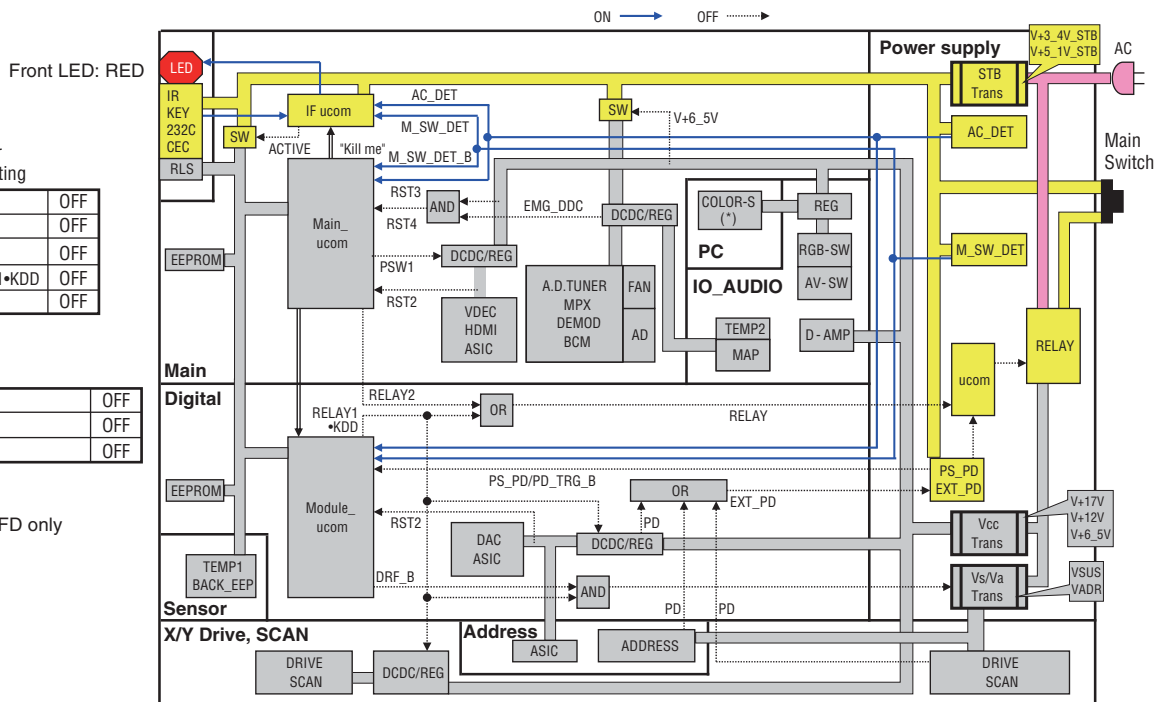 ON
OFF
Front LED: RED
LED
IR
KEY
232C
CEC
RLS
SW
IF ucom
ACTIVE
"Kill me"
AC_DET
M_SW_DET
M_SW_DET_B
SW
V+6_5V
Power supply
V+3_4V_STB
V+5_1V_STB
STB
Trans
AC
AC_DET
Main
Switch
M_SW_DET
ting
OFF
OFF
OFF
•KDD OFF
OFF
Main_
ucom
RST3
RST4
AND
EMG_DDC
DCDC/REG
PSW1
DCDC/REG
RST2
EEPROM
VDEC
HDMI
ASIC
A.D.TUNER
MPX
DEMOD
BCM
FAN
AD
COLOR-S
(*)
PC
REG
RGB-SW
AV-SW
IO_AUDIO
TEMP2
MAP
D-AMP
RELAY
ucom
Main
Digital
RELAY2
RELAY1
•KDD
OR
RELAY
OFF
OFF
OFF
EEPROM
Module_
ucom
PS_PD/PD_TRG_B
OR
EXT_PD
PS_PD
EXT_PD
RST2
DAC
ASIC
PD
DCDC/REG
Vcc
Trans
V+17V
V+12V
V+6_5V
FD only
TEMP1
BACK_EEP
Sensor
DRF_B
AND
Vs/Va
Trans
VSUS
VADR
PD
PD
X/Y Drive, SCAN
Address
ASIC
ADDRESS
DRIVE
SCAN
DCDC/REG
DRIVE
SCAN